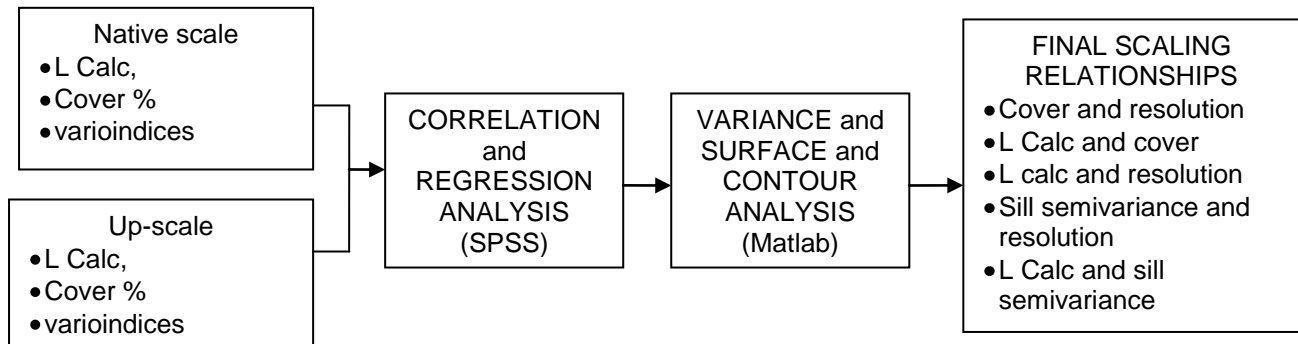 Native scale
●L Calc,
●Cover %
●varioindices
Up-scale
●L Calc,
●Cover %
●varioindices
CORRELATION
and
REGRESSION
ANALYSIS
(SPSS)
VARIANCE and
SURFACE and
CONTOUR
ANALYSIS
(Matlab)
FINAL SCALING
RELATIONSHIPS
●Cover and resolution
●L Calc and cover
●L calc and resolution
●Sill semivariance and
resolution
●L Calc and sill
semivariance